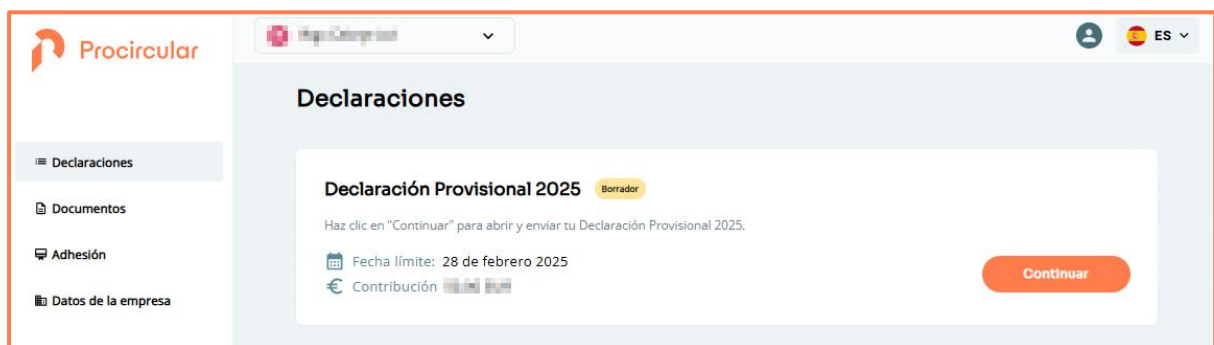 Procircular
ES
Declaraciones
Declaraciones
Documentos
Adhesión
Datos de la empresa
Declaración Provisional 2025 Borrador
Haz clic en "Continuar" para abrir y enviar tu Declaración Provisional 2025.
Fecha límite: 28 de febrero 2025
Contribución
Continuar